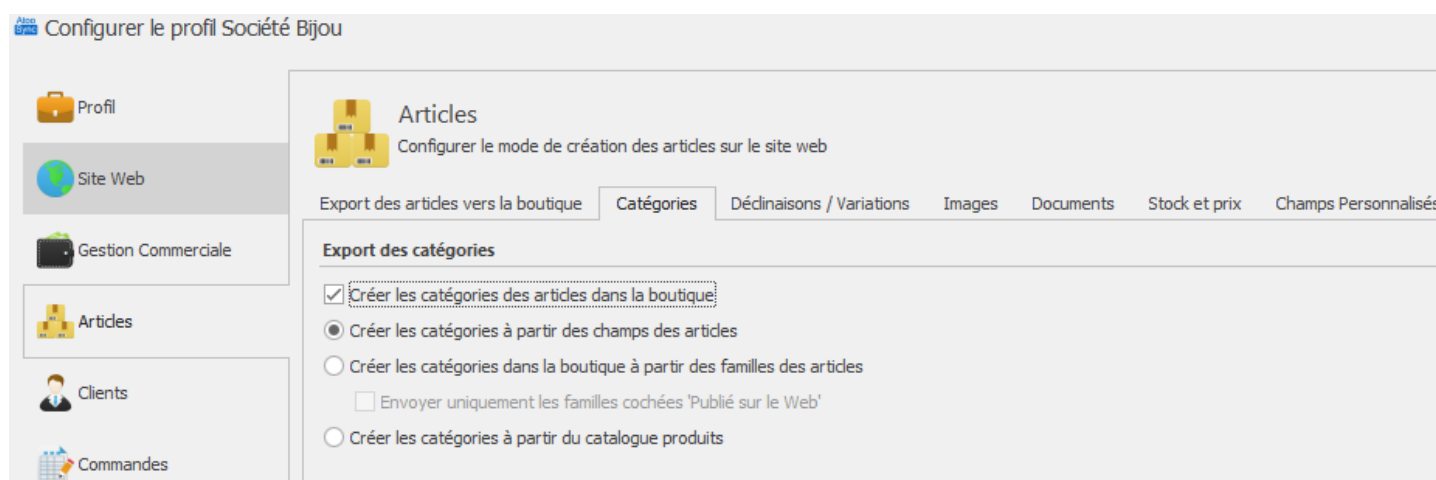 Atoo Sync Configurer le profil Société Bijou
Profil
Site Web
Gestion Commerciale
Articles
Clients
Commandes
Articles
Configurer le mode de création des articles sur le site web
Export des articles vers la boutique Catégories Déclinaisons / Variations Images Documents Stock et prix Champs Personnalisés
Export des catégories
Créer les catégories des articles dans la boutique
Créer les catégories à partir des champs des articles
Créer les catégories dans la boutique à partir des familles des articles
Envoyer uniquement les familles cochées 'Publié sur le Web'
Créer les catégories à partir du catalogue produits